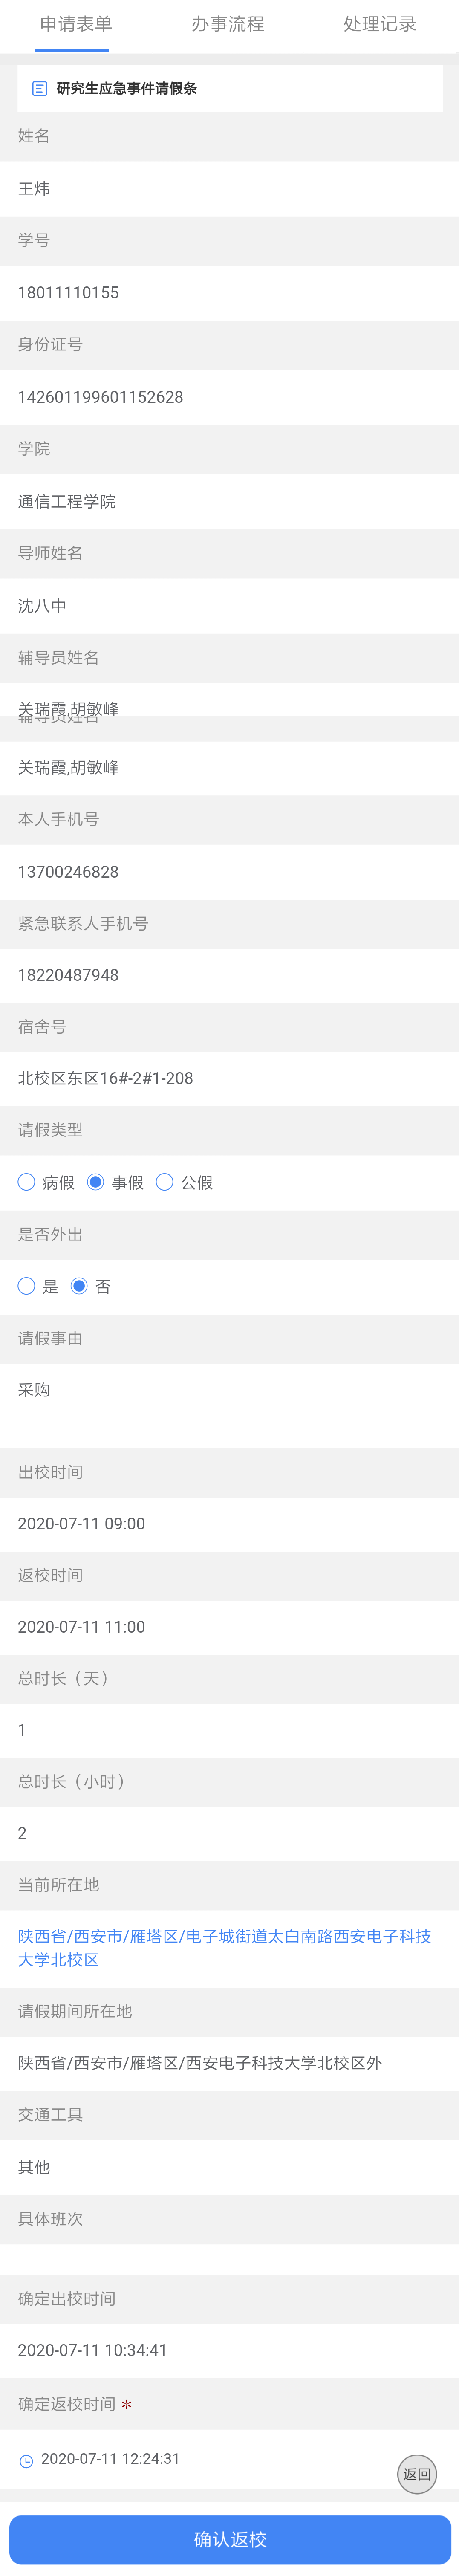 申请表单 办事流程 处理记录
研究生应急事件请假条
姓名
王炜
学号
18011110155
身份证号
142601199601152628
学院
通信工程学院
导师姓名
沈八中
辅导员姓名
关瑞霞,胡敏峰
辅导员姓名
关瑞霞,胡敏峰
本人手机号
13700246828
紧急联系人手机号
18220487948
宿舍号
北校区东区16#-2#1-208
请假类型
病假 事假 公假
是否外出
是 否
请假事由
采购
出校时间
2020-07-11 09:00
返校时间
2020-07-11 11:00
总时长（天）
1
总时长（小时）
2
当前所在地
陕西省/西安市/雁塔区/电子城街道太白南路西安电子科技
大学北校区
请假期间所在地
陕西省/西安市/雁塔区/西安电子科技大学北校区外
交通工具
其他
具体班次
确定出校时间
2020-07-11 10:34:41
确定返校时间 *
2020-07-11 12:24:31
返回
确认返校